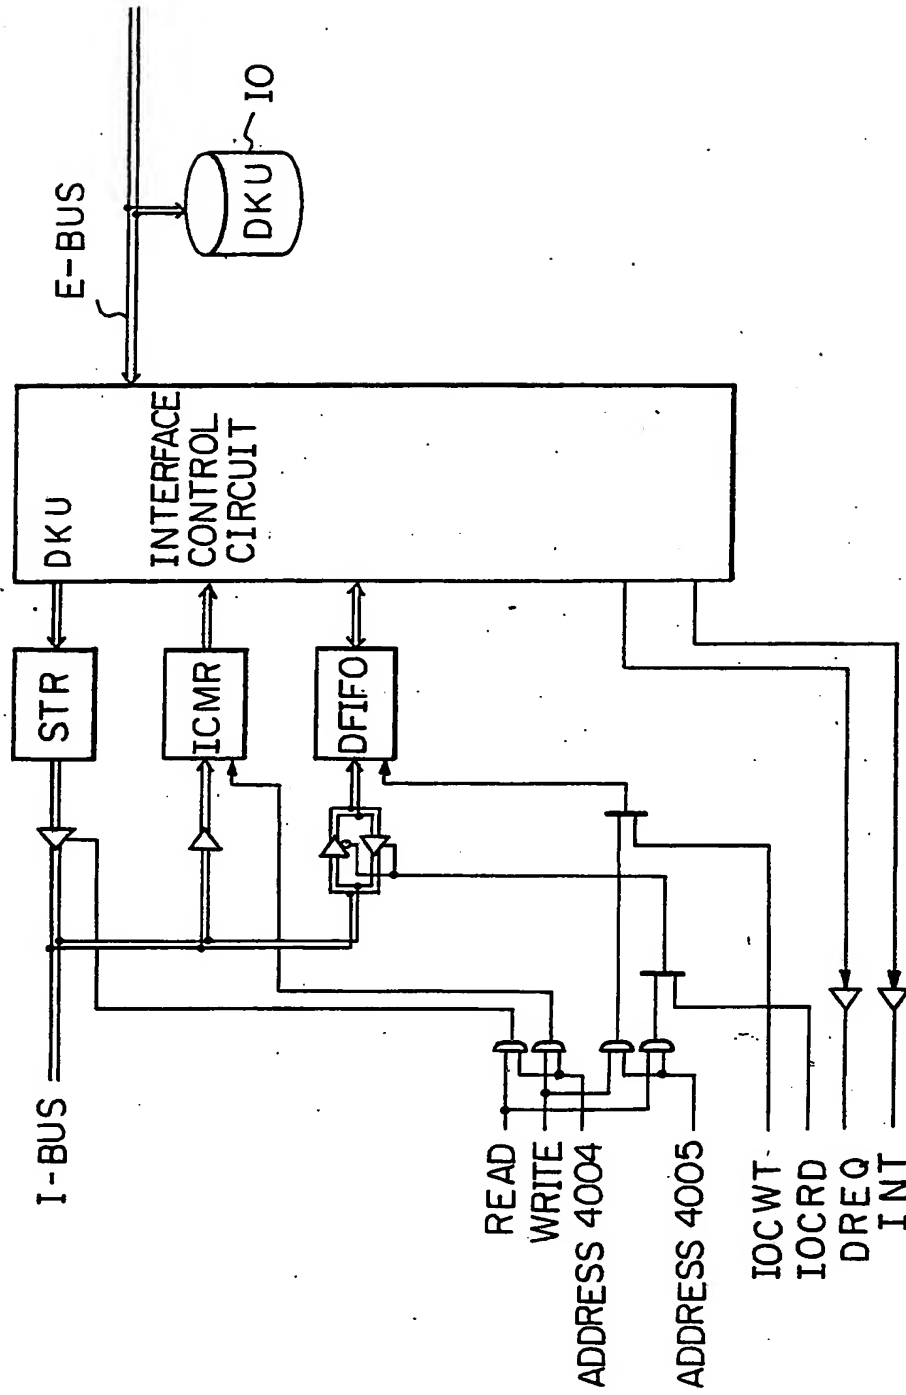 I-BUS
STR
DKU
E-BUS
DKU
10
ICMR
INTERFACE
CONTROL
CIRCUIT
DFIFO
READ
WRITE
ADDRESS 4004
ADDRESS 4005
IOCWT
IOCRD
DREQ
INT